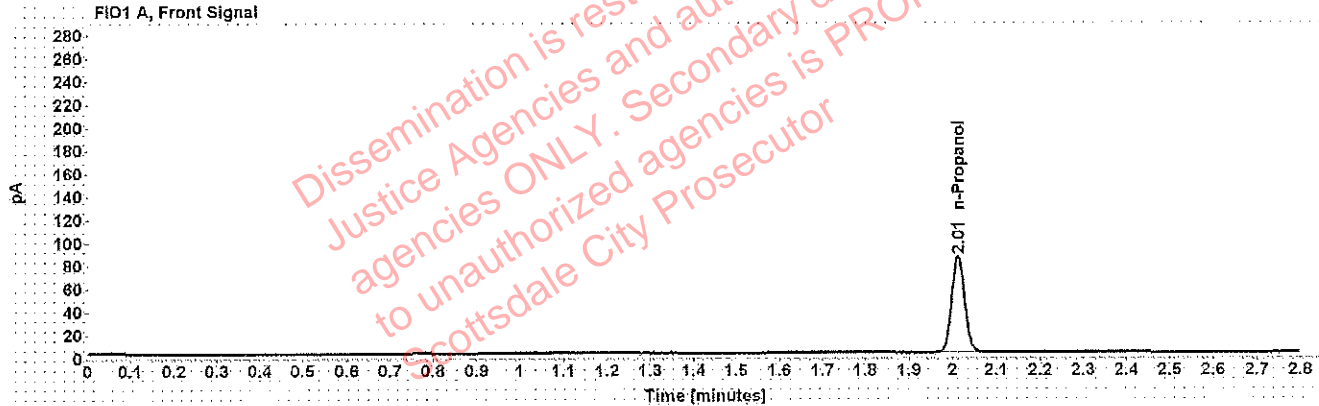 FID1 A, Front Signal
280
260
240
220
200
180
160
140
120
100
80
60
40
20
0
pA
2.01 n-Propanol
0 0.1 0.2 0.3 0.4 0.5 0.6 0.7 0.8 0.9 1 1.1 1.2 1.3 1.4 1.5 1.6 1.7 1.8 1.9 2 2.1 2.2 2.3 2.4 2.5 2.6 2.7 2.8
Time [minutes]
Dissemination is
Justice Agencies and
agencies ONLY. Secondary
to unauthorized agencies is
Scottsdale City Prosecutor